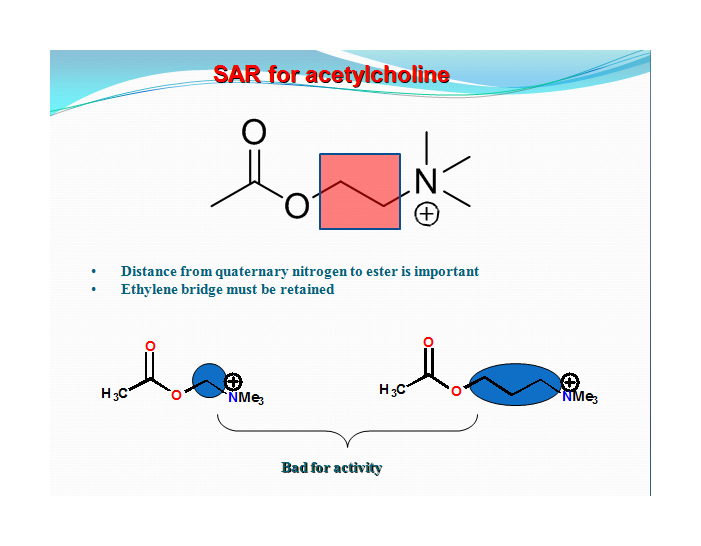 SAR for acetylcholine
O
O
N
+
• Distance from quaternary nitrogen to ester is important
• Ethylene bridge must be retained
O
H3C
O
+
NMe3
O
H3C
O
+
NMe3
Bad for activity